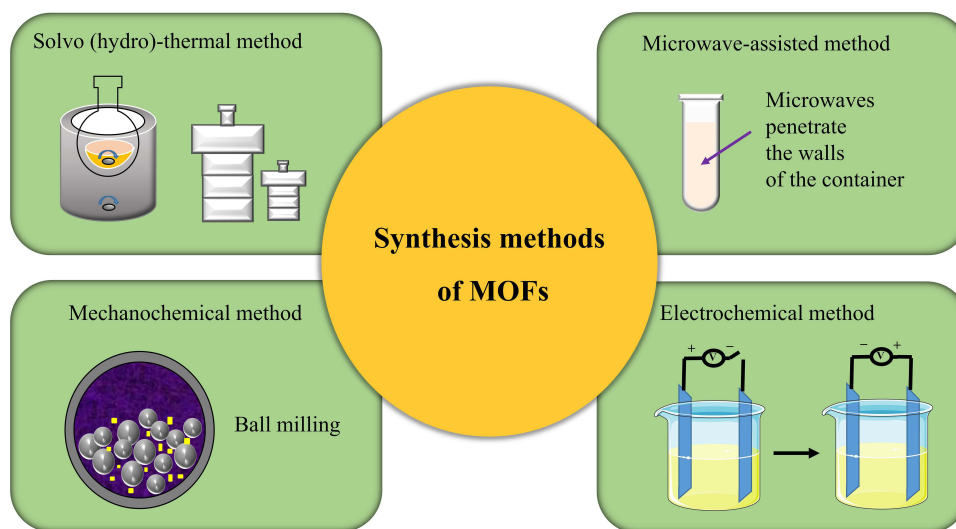 Solvo (hydro)-thermal method
Microwave-assisted method
Microwaves
penetrate
the walls
of the container
Synthesis methods
of MOFs
Mechanochemical method
Ball milling
Electrochemical method
+ V −
− V +